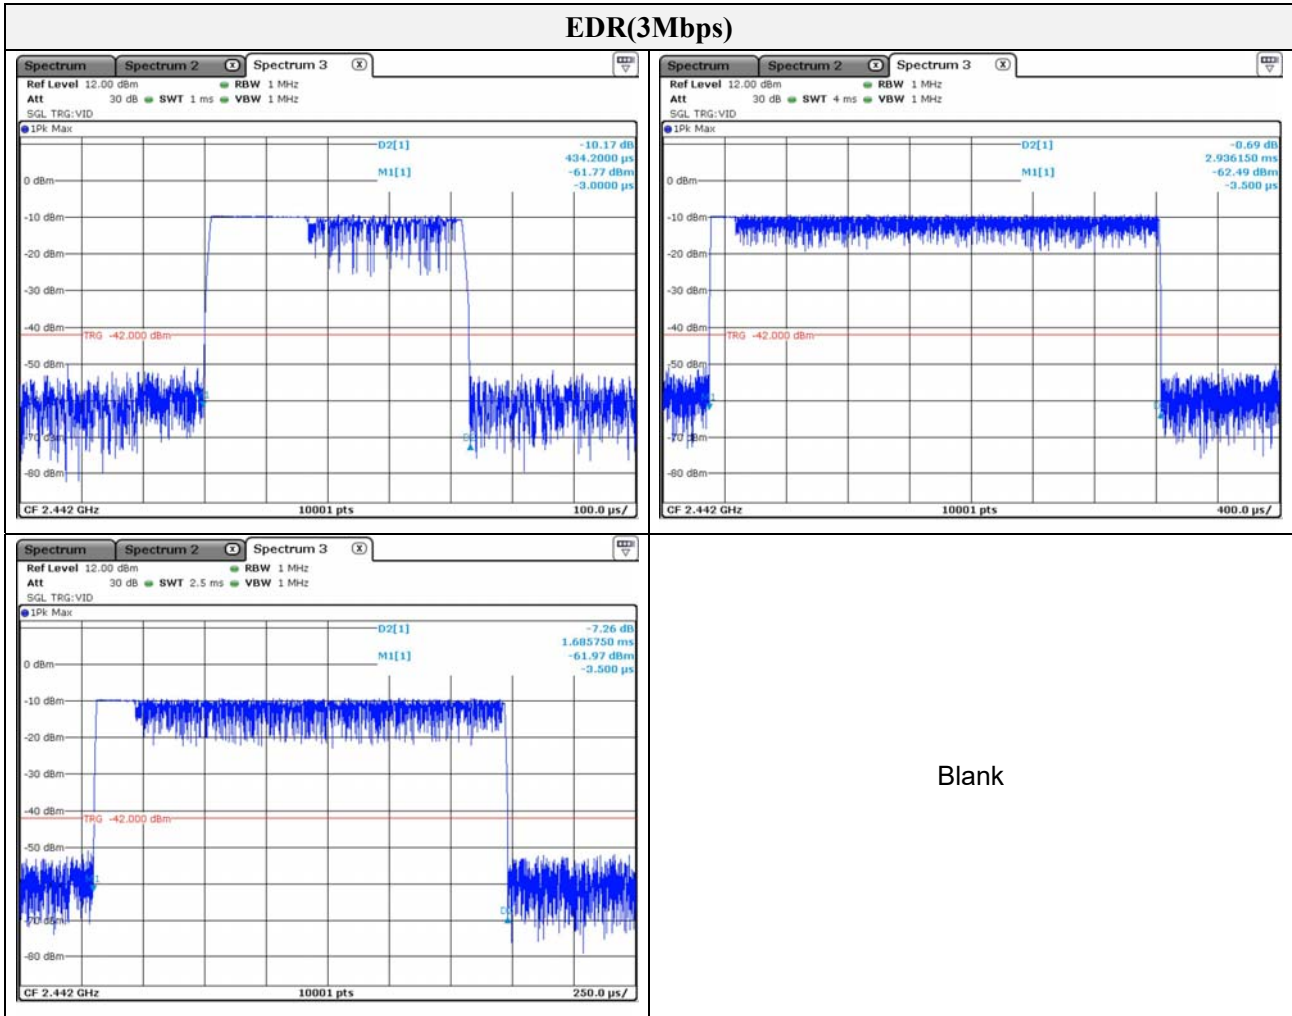 EDR(3Mbps)
Spectrum Spectrum 2 Spectrum 3
Ref Level 12.00 dBm RBW 1 MHz
Att 30 dB SWT 1 ms VBW 1 MHz
SGL TRG:VID
1Pk Max
D2[1] -10.17 dB
434.2000 µs
M1[1] -61.77 dBm
-3.0000 µs
0 dBm
-10 dBm
-20 dBm
-30 dBm
-40 dBm
TRG -42.000 dBm
-50 dBm
-70 dBm
-80 dBm
CF 2.442 GHz 10001 pts 100.0 µs/
Spectrum Spectrum 2 Spectrum 3
Ref Level 12.00 dBm RBW 1 MHz
Att 30 dB SWT 4 ms VBW 1 MHz
SGL TRG:VID
1Pk Max
D2[1] -0.69 dB
2.936150 ms
M1[1] -62.49 dBm
-3.500 µs
0 dBm
-10 dBm
-20 dBm
-30 dBm
-40 dBm
TRG -42.000 dBm
-50 dBm
-70 dBm
-80 dBm
CF 2.442 GHz 10001 pts 400.0 µs/
Spectrum Spectrum 2 Spectrum 3
Ref Level 12.00 dBm RBW 1 MHz
Att 30 dB SWT 2.5 ms VBW 1 MHz
SGL TRG:VID
1Pk Max
D2[1] -7.26 dB
1.685750 ms
M1[1] -61.97 dBm
-3.500 µs
0 dBm
-10 dBm
-20 dBm
-30 dBm
-40 dBm
TRG -42.000 dBm
-50 dBm
-70 dBm
-80 dBm
CF 2.442 GHz 10001 pts 250.0 µs/
Blank